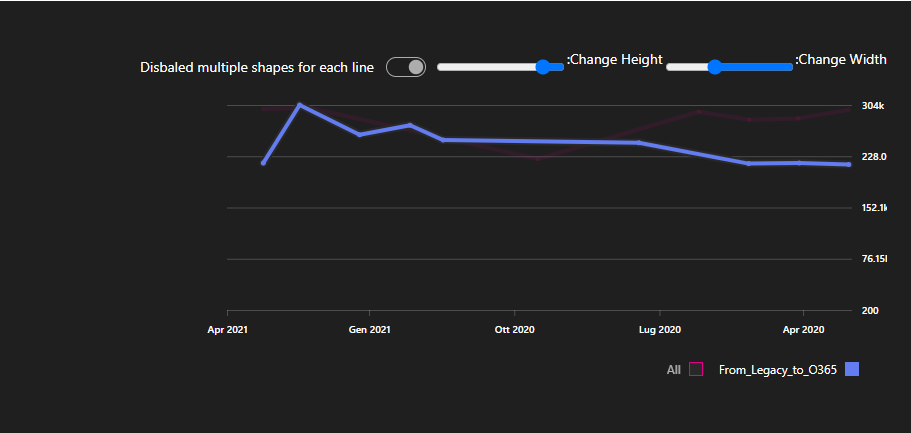 Disbaled multiple shapes for each line
:Change Height
:Change Width
304k
228.0
152.1k
76.15
200
Apr 2021
Gen 2021
Ott 2020
Lug 2020
Apr 2020
All
From_Legacy_to_O365